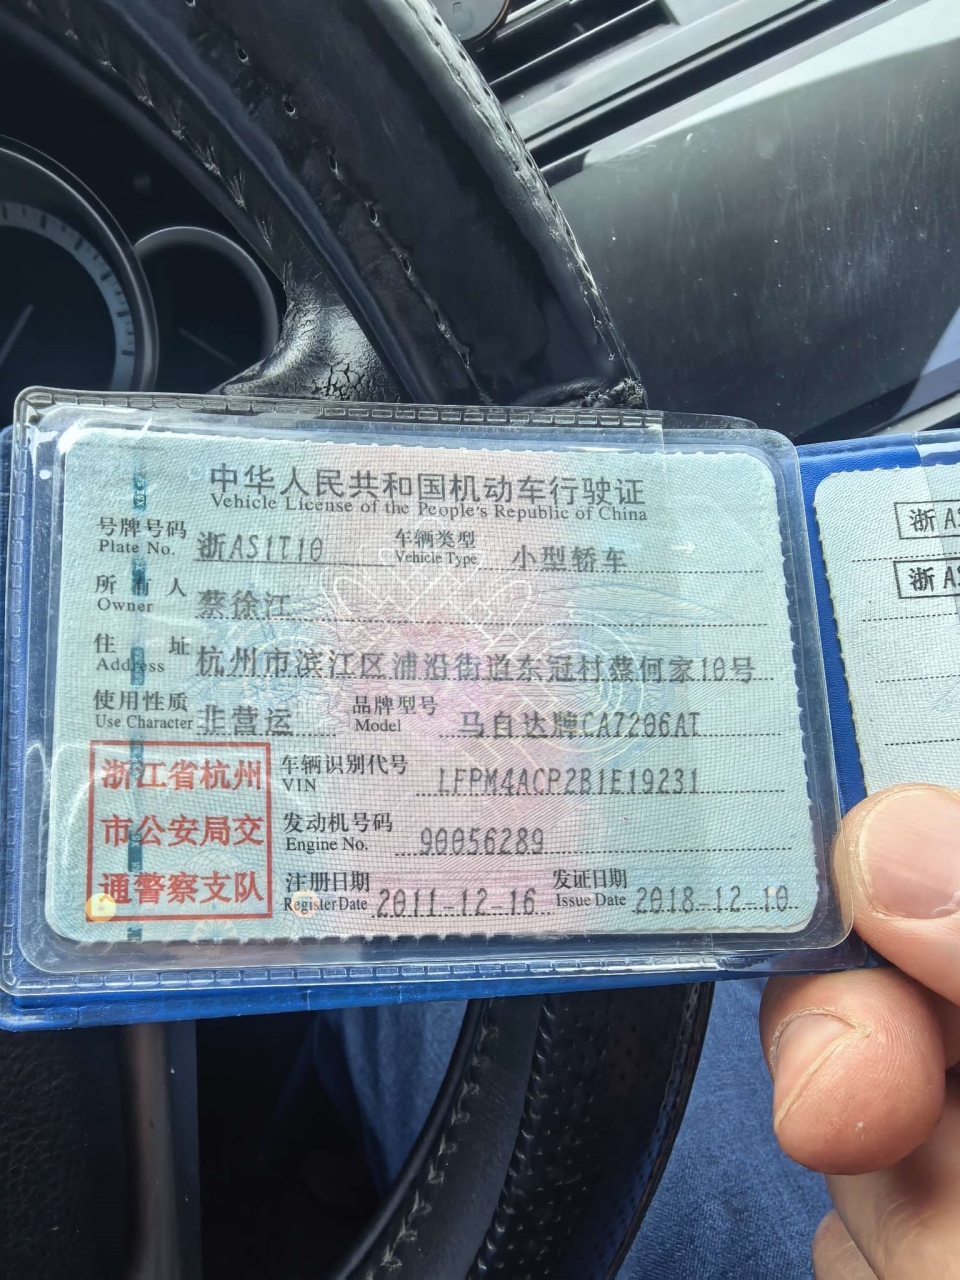 中华人民共和国机动车行驶证
Vehicle License of the People's Republic of China
号牌号码 浙AS1T10 车辆类型 小型轿车
Plate No. Vehicle Type
所有人 蔡徐江
Owner
住址 杭州市滨江区浦沿街道东冠村蔡何家10号
Address
使用性质 非营运 品牌型号 马自达牌CA7206AT
Use Character Model
浙江省杭州
市公安局交
通警察支队
车辆识别代号 LFPM4ACP2B1E19231
VIN
发动机号码 90056289
Engine No.
注册日期 2011-12-16 发证日期 2018-12-10
Register Date Issue Date
浙A
浙A